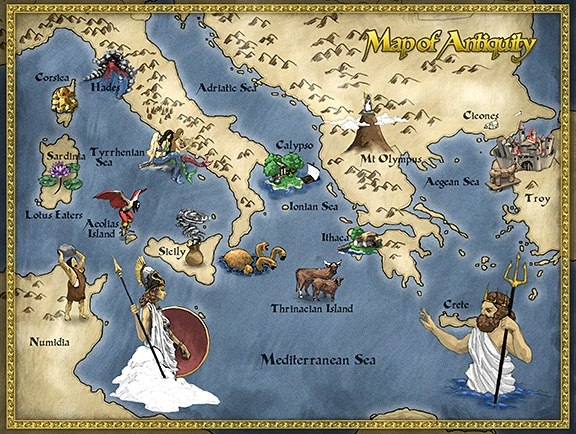 Map of Antiquity
Corsica
Hades
Adriatic Sea
Cicones
Sardinia
Tyrrhenian
Sea
Calypso
Mt Olympus
Aegean Sea
Troy
Lotus Eaters
Aeolias
Island
Ionian Sea
Sicily
Ithaca
Thrinacian Island
Crete
Numidia
Mediterranean Sea